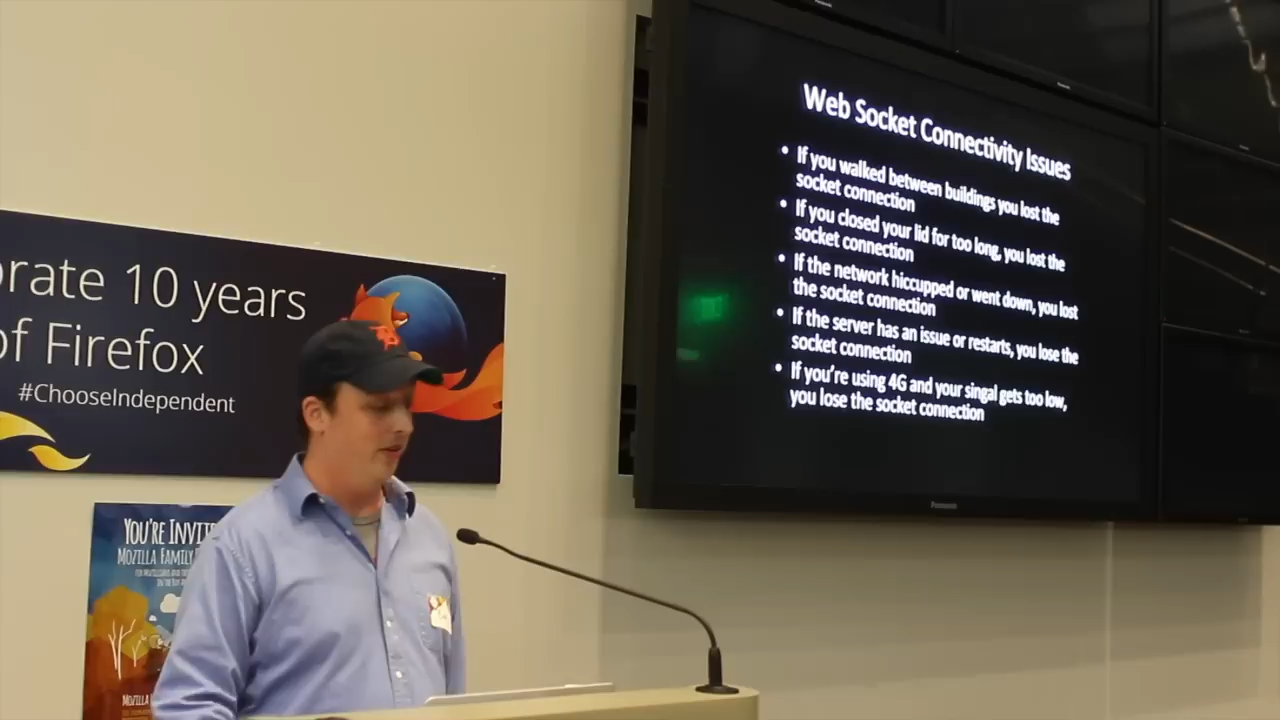 Web Socket Connectivity Issues
• If you walked between buildings you lost the
socket connection
• If you closed your lid for too long, you lost the
socket connection
• If the network hiccupped or went down, you lost
the socket connection
• If the server has an issue or restarts, you lose the
socket connection
• If you're using 4G and your singal gets too low,
you lose the socket connection
Panasonic
orate 10 years
of Firefox
#ChooseIndependent
YOU'RE INVIT
MOZILLA FAMILY
MOZILLA